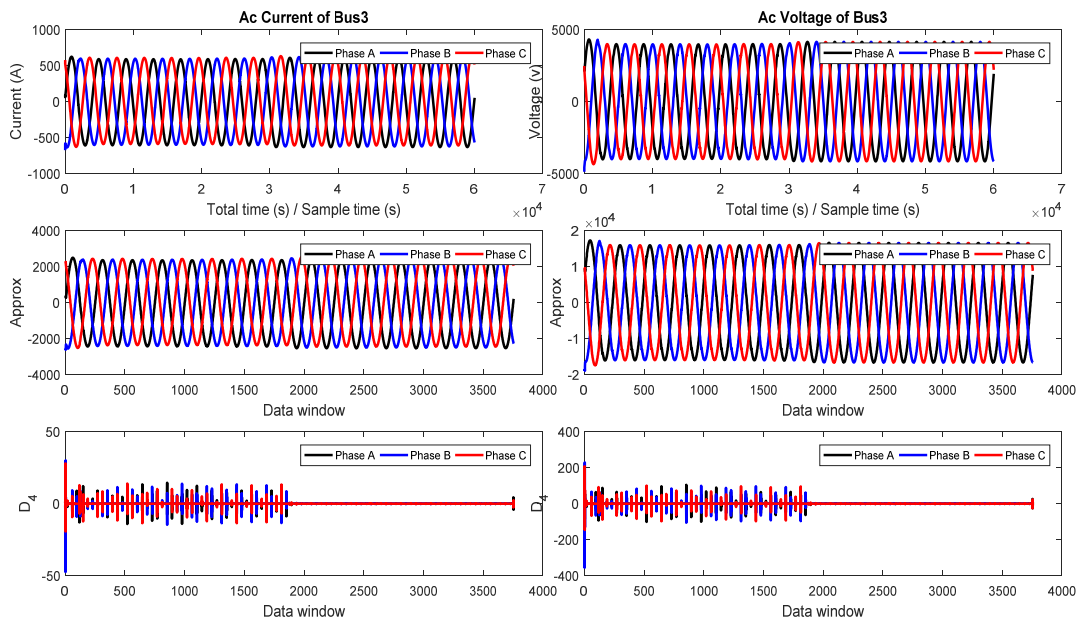 Ac Current of Bus3
Current (A)
1000
500
0
-500
-1000
Phase A Phase B Phase C
0 1 2 3 4 5 6 7
×10^4
Total time (s) / Sample time (s)
Ac Voltage of Bus3
Voltage (v)
5000
0
-5000
Phase A Phase B Phase C
0 1 2 3 4 5 6 7
×10^4
Total time (s) / Sample time (s)
Approx
4000
2000
0
-2000
-4000
Phase A Phase B Phase C
0 500 1000 1500 2000 2500 3000 3500 4000
Data window
×10^4
Approx
2
1
0
-1
-2
Phase A Phase B Phase C
0 500 1000 1500 2000 2500 3000 3500 4000
Data window
D_4
50
0
-50
Phase A Phase B Phase C
0 500 1000 1500 2000 2500 3000 3500 4000
Data window
D_4
400
200
0
-200
-400
Phase A Phase B Phase C
0 500 1000 1500 2000 2500 3000 3500 4000
Data window